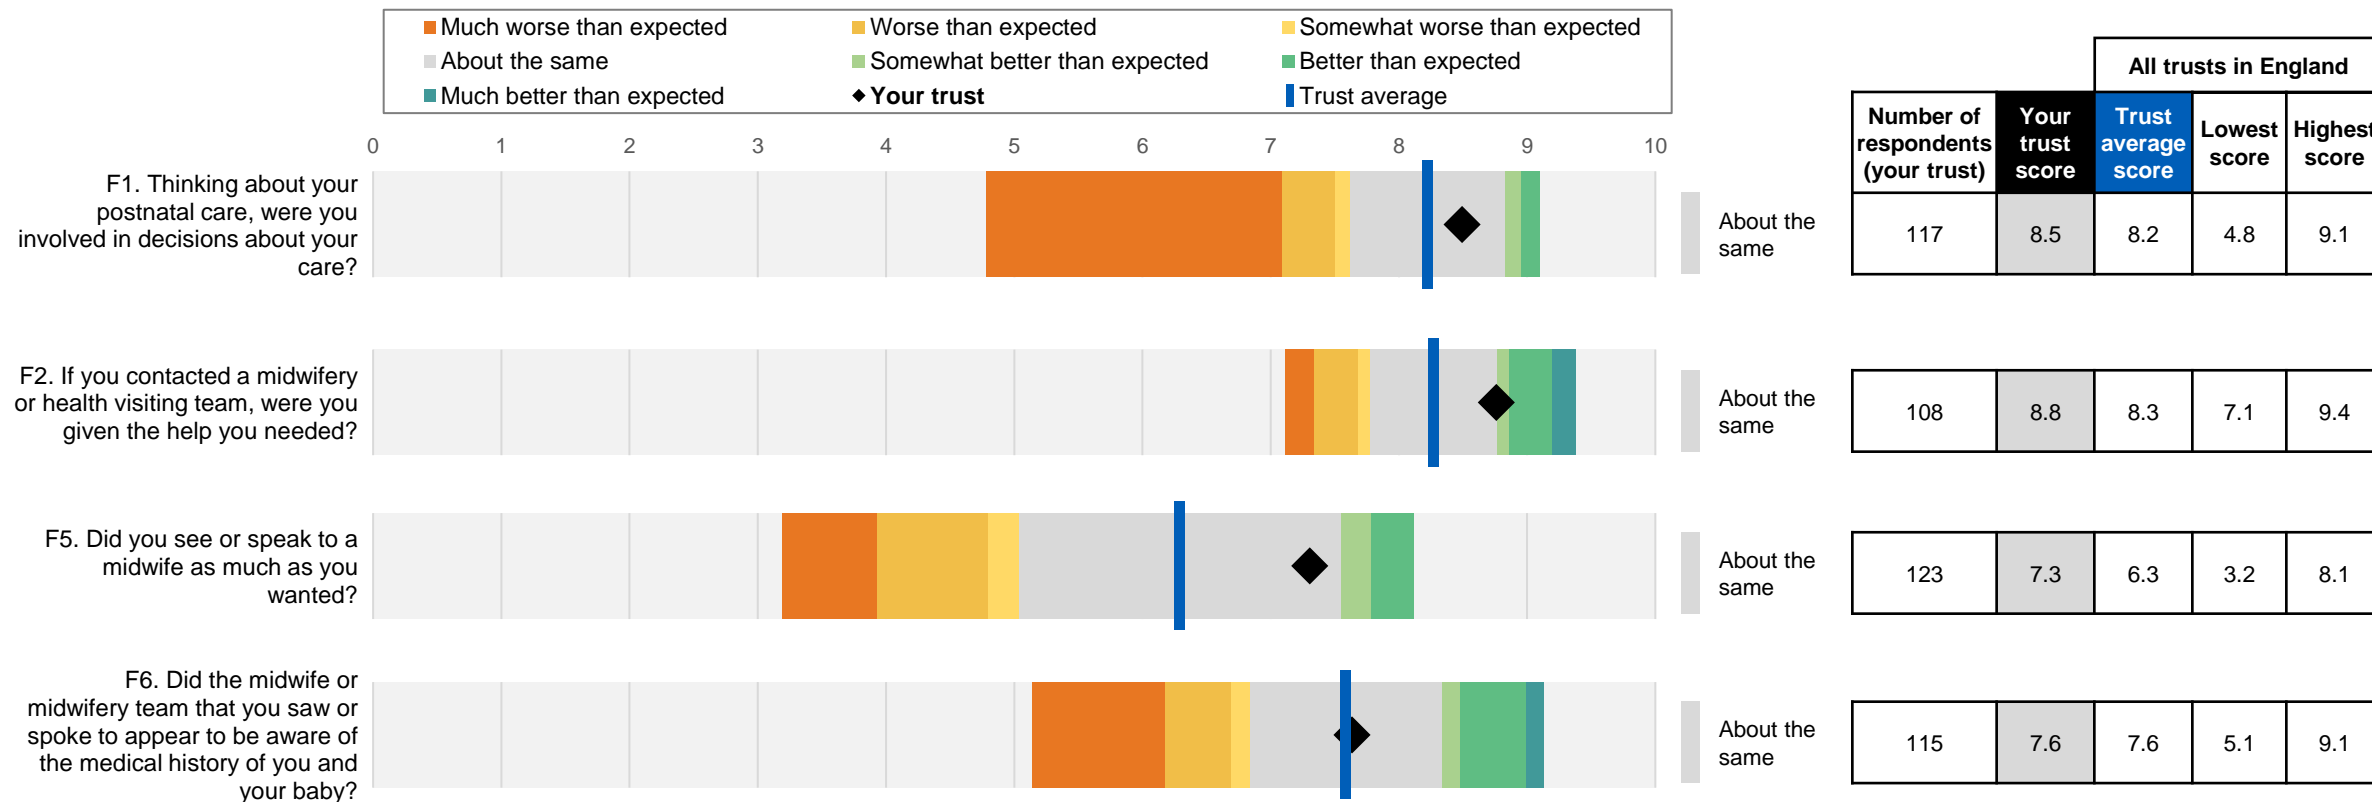 Much worse than expected
Worse than expected
Somewhat worse than expected
About the same
Somewhat better than expected
Better than expected
Much better than expected
Your trust
Trust average
All trusts in England
Number of
respondents
(your trust)
Your
trust
score
Trust
average
score
Lowest
score
Highest
score
0 1 2 3 4 5 6 7 8 9 10
F1. Thinking about your
postnatal care, were you
involved in decisions about your
care?
About the
same
117 8.5 8.2 4.8 9.1
F2. If you contacted a midwifery
or health visiting team, were you
given the help you needed?
About the
same
108 8.8 8.3 7.1 9.4
F5. Did you see or speak to a
midwife as much as you
wanted?
About the
same
123 7.3 6.3 3.2 8.1
F6. Did the midwife or
midwifery team that you saw or
spoke to appear to be aware of
the medical history of you and
your baby?
About the
same
115 7.6 7.6 5.1 9.1